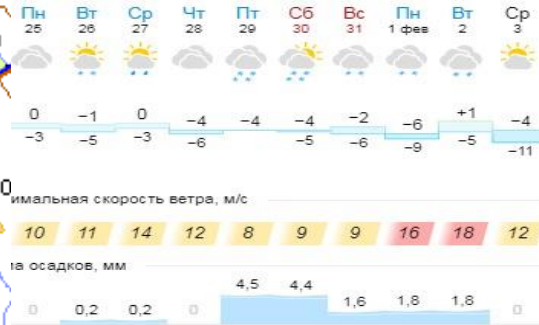 Пн Вт Ср Чт Пт Сб Вс Пн Вт Ср
25 26 27 28 29 30 31 1 фев 2 3
0 −1 0 −4 −4 −4 −2 −6 +1 −4
−3 −5 −3 −6 −5 −6 −9 −5 −11
0
имальная скорость ветра, м/с
10 11 14 12 8 9 9 16 18 12
на осадков, мм
0 0,2 0,2 0 4,5 4,4 1,6 1,8 1,8 0